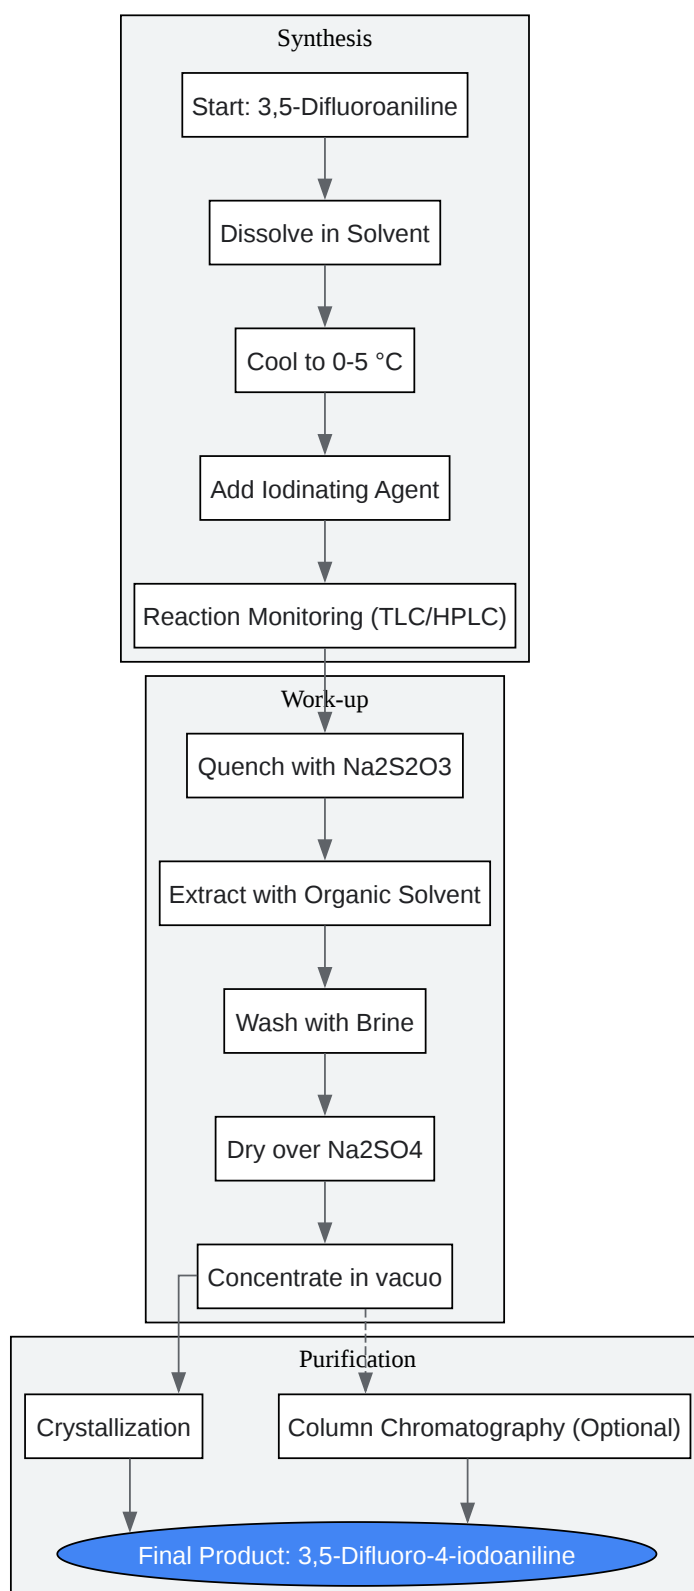 Synthesis
Start: 3,5-Difluoroaniline
Dissolve in Solvent
Cool to 0-5 °C
Add Iodinating Agent
Reaction Monitoring (TLC/HPLC)
Work-up
Quench with Na2S2O3
Extract with Organic Solvent
Wash with Brine
Dry over Na2SO4
Concentrate in vacuo
Purification
Crystallization
Column Chromatography (Optional)
Final Product: 3,5-Difluoro-4-iodoaniline